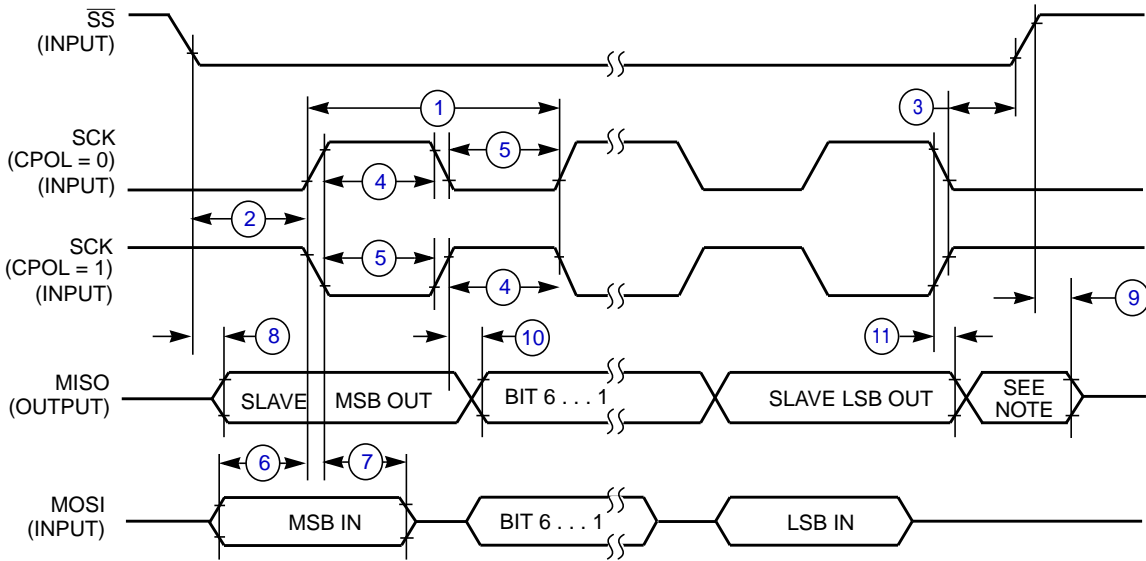 SS
(INPUT)
1
3
SCK
(CPOL = 0)
(INPUT)
5
4
2
SCK
(CPOL = 1)
(INPUT)
5
4
9
8
10
11
MISO
(OUTPUT)
SLAVE MSB OUT
BIT 6 . . . 1
SLAVE LSB OUT
SEE
NOTE
6
7
MOSI
(INPUT)
MSB IN
BIT 6 . . . 1
LSB IN